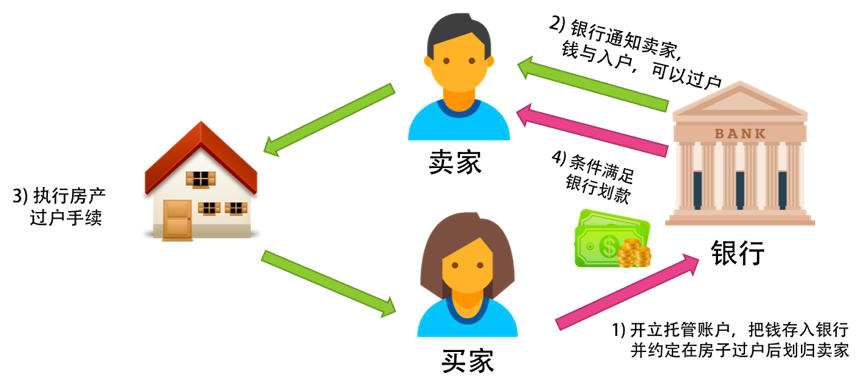 2) 银行通知卖家，
钱与入户，可以过户
BANK
卖家
4) 条件满足
银行划款
3) 执行房产
过户手续
银行
买家
1) 开立托管账户，把钱存入银行
并约定在房子过户后划归卖家